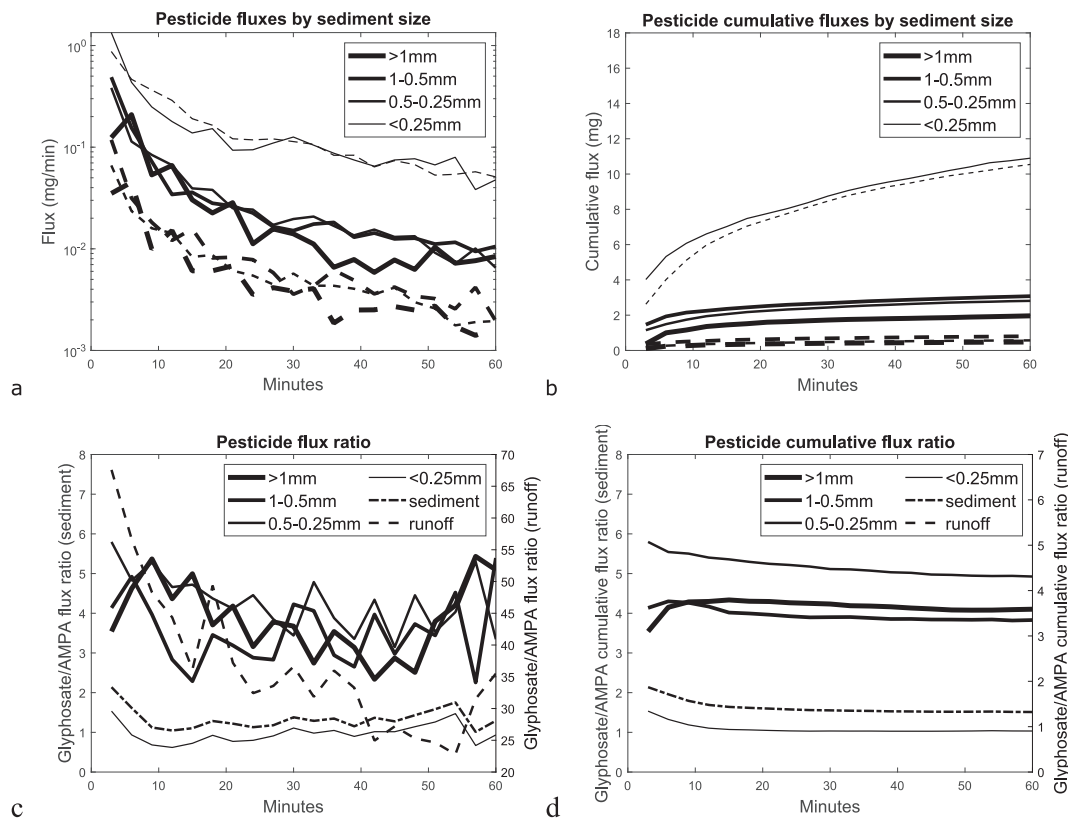 Pesticide fluxes by sediment size
>1mm
1-0.5mm
0.5-0.25mm
<0.25mm
Flux (mg/min)
10^0
10^-1
10^-2
10^-3
0 10 20 30 40 50 60
Minutes
a
Pesticide cumulative fluxes by sediment size
>1mm
1-0.5mm
0.5-0.25mm
<0.25mm
Cumulative flux (mg)
18
16
14
12
10
8
6
4
2
0
0 10 20 30 40 50 60
Minutes
b
Pesticide flux ratio
>1mm <0.25mm
1-0.5mm sediment
0.5-0.25mm runoff
Glyphosate/AMPA flux ratio (sediment)
8
7
6
5
4
3
2
1
0
Glyphosate/AMPA flux ratio (runoff)
70
65
60
55
50
45
40
35
30
25
20
0 10 20 30 40 50 60
Minutes
c
Pesticide cumulative flux ratio
>1mm <0.25mm
1-0.5mm sediment
0.5-0.25mm runoff
Glyphosate/AMPA cumulative flux ratio (sediment)
8
7
6
5
4
3
2
1
0
Glyphosate/AMPA cumulative flux ratio (runoff)
7
6
5
4
3
2
1
0
0 10 20 30 40 50 60
Minutes
d